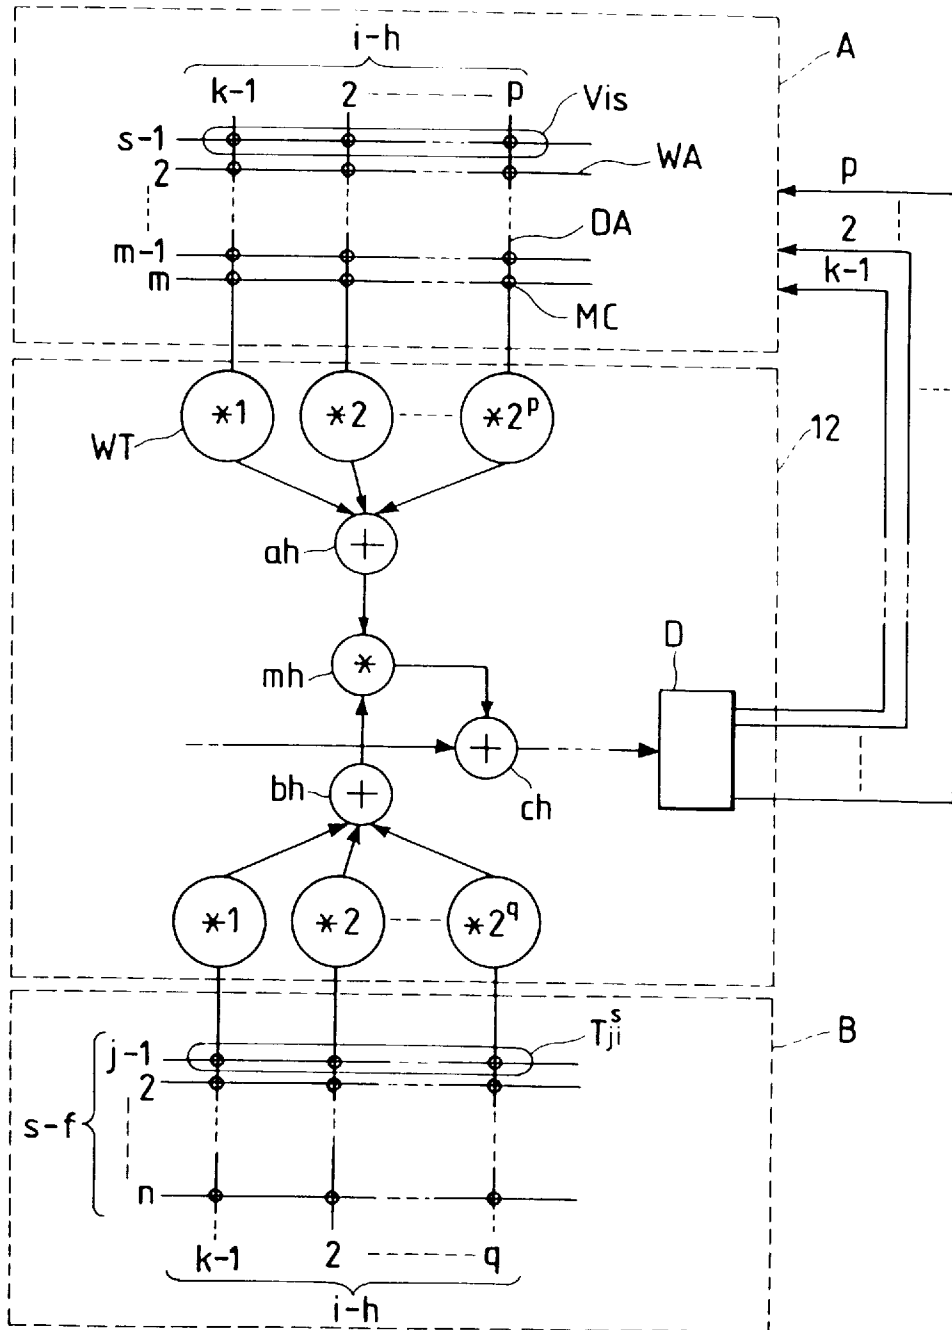 i-h
k-1 2 p
A
Vis
s-1
WA
2
p
DA
2
m-1
k-1
m
MC
*1 *2 *2^p
WT
12
+
ah
D
*
mh
+
bh
+
ch
*1 *2 *2^q
T_ji^s
B
j-1
2
s-f
n
k-1 2 q
i-h